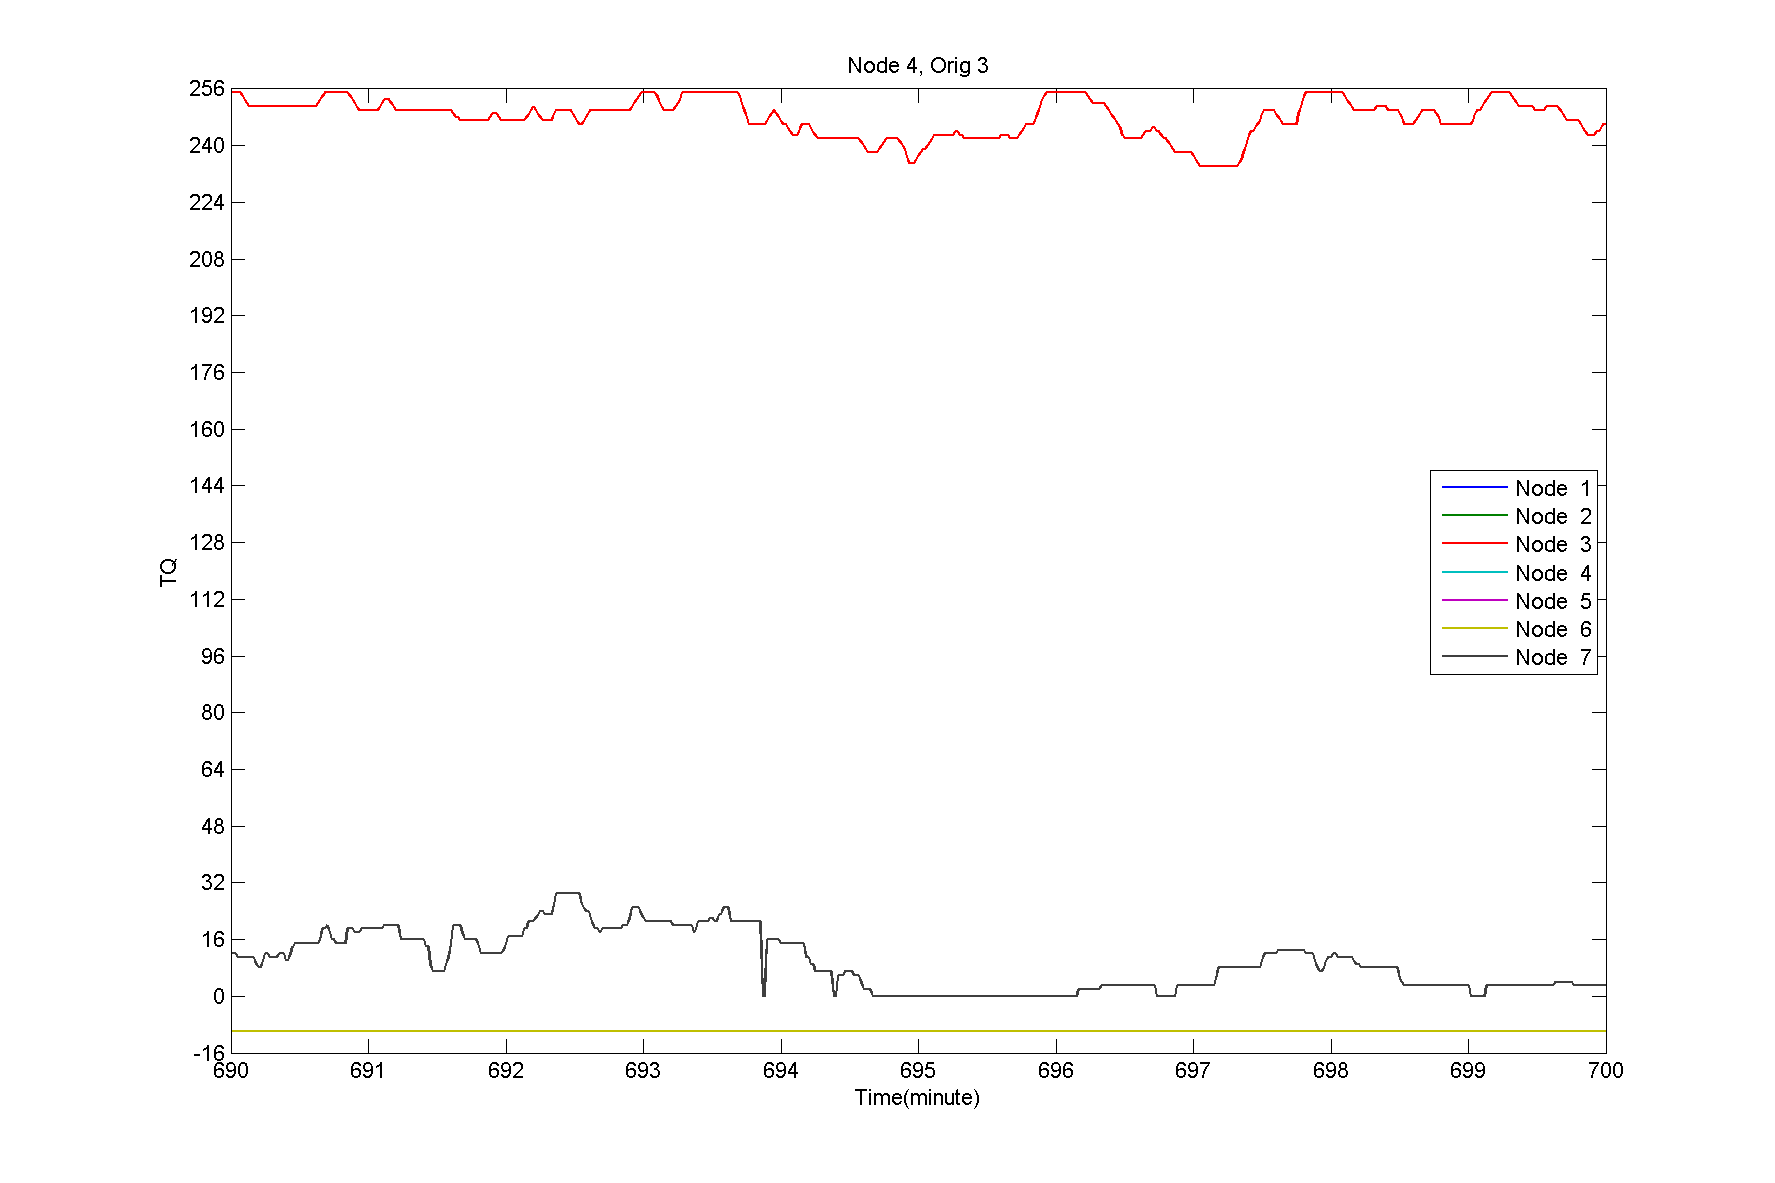 Node 4, Orig 3
256
240
224
208
192
176
160
144
128
112
96
80
64
48
32
16
0
-16
TQ
Node 1
Node 2
Node 3
Node 4
Node 5
Node 6
Node 7
690 691 692 693 694 695 696 697 698 699 700
Time(minute)